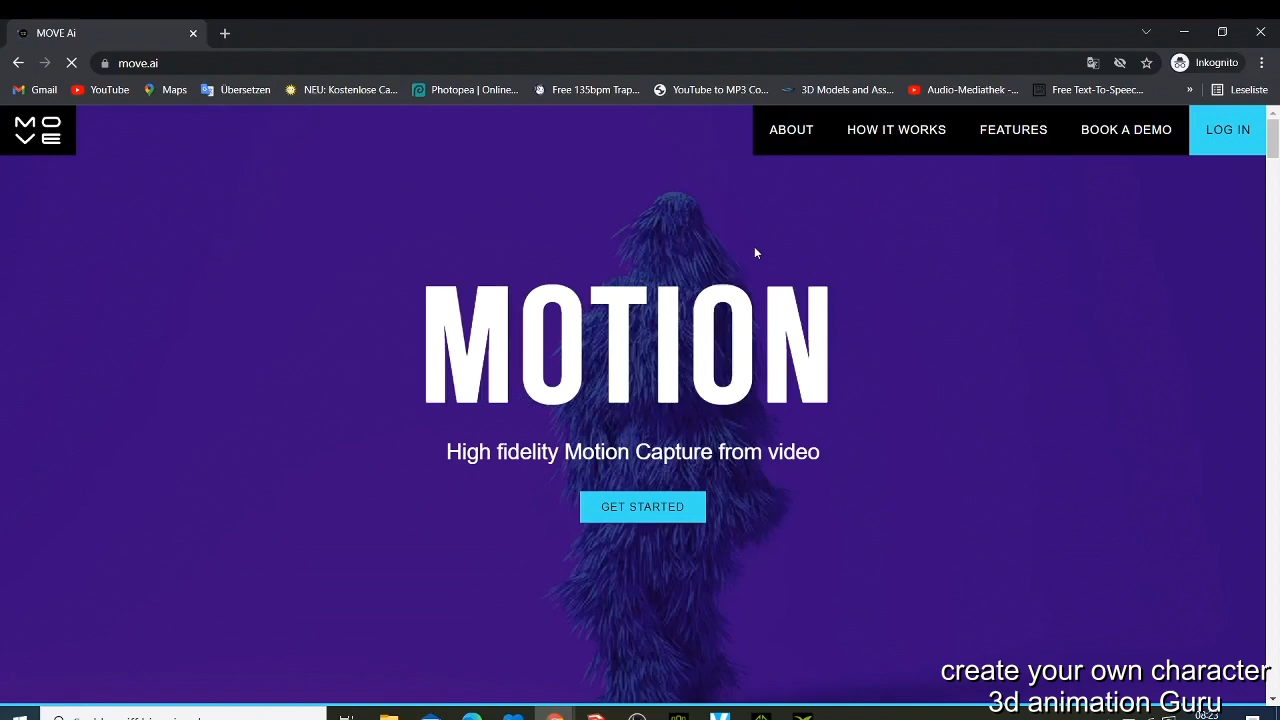 MOVE Ai
move.ai
Inkognito
Gmail
YouTube
Maps
Übersetzen
NEU: Kostenlose Ca...
Photopea | Online...
Free 135bpm Trap...
YouTube to MP3 Co...
3D Models and Ass...
Audio-Mediathek -...
Free Text-To-Speec...
»
Leseliste
MOVE
ABOUT
HOW IT WORKS
FEATURES
BOOK A DEMO
LOG IN
MOTION
High fidelity Motion Capture from video
GET STARTED
create your own character
3d animation Guru
08:23